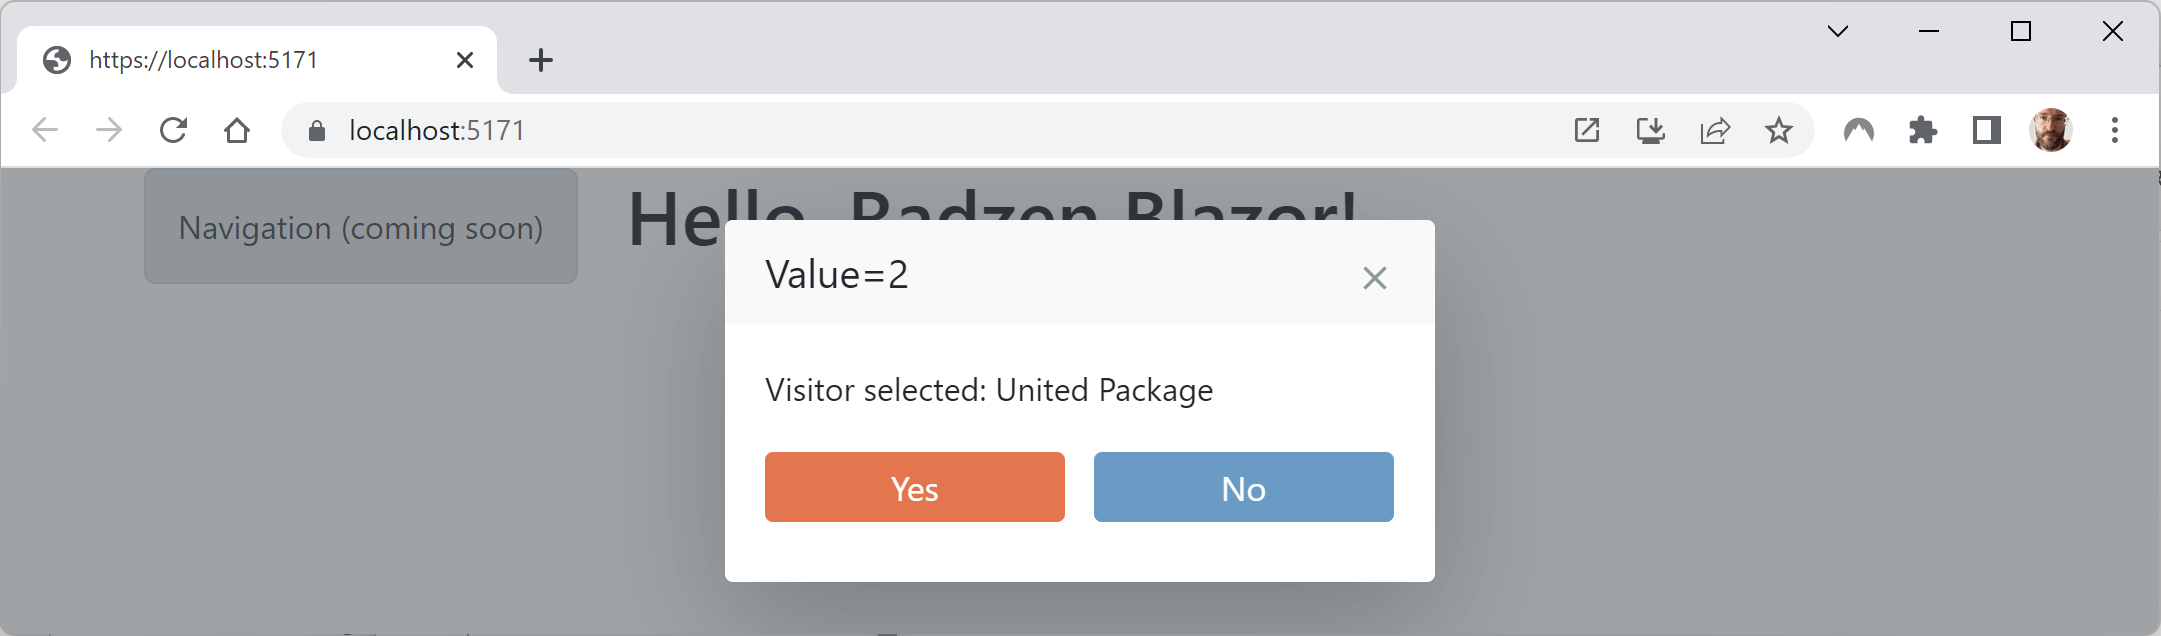 https://localhost:5171
localhost:5171
Navigation (coming soon)
Hello, Radzen Blazor!
Value=2
Visitor selected: United Package
Yes
No